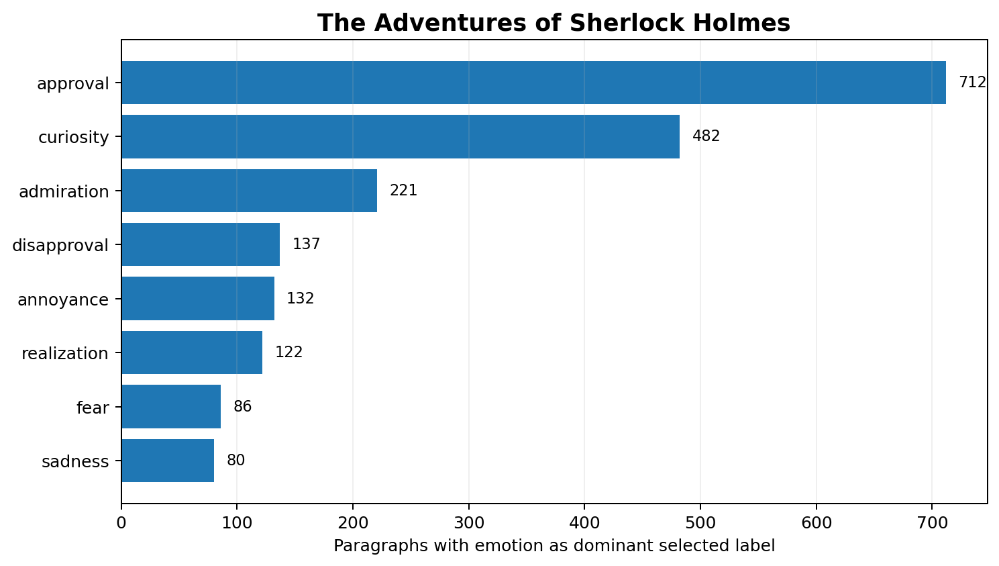 The Adventures of Sherlock Holmes
approval 712
curiosity 482
admiration 221
disapproval 137
annoyance 132
realization 122
fear 86
sadness 80
0 100 200 300 400 500 600 700
Paragraphs with emotion as dominant selected label